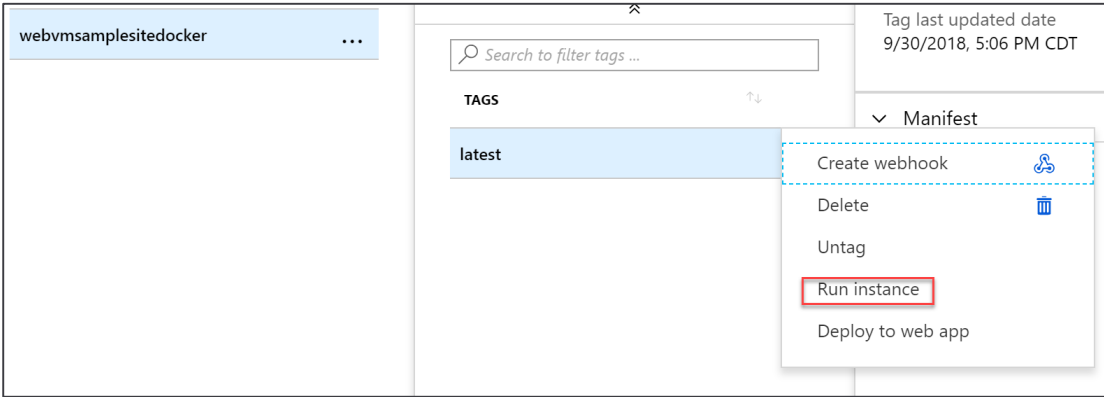 webvmsamplesitedocker
...
Search to filter tags ...
TAGS
latest
Tag last updated date
9/30/2018, 5:06 PM CDT
Manifest
Create webhook
Delete
Untag
Run instance
Deploy to web app